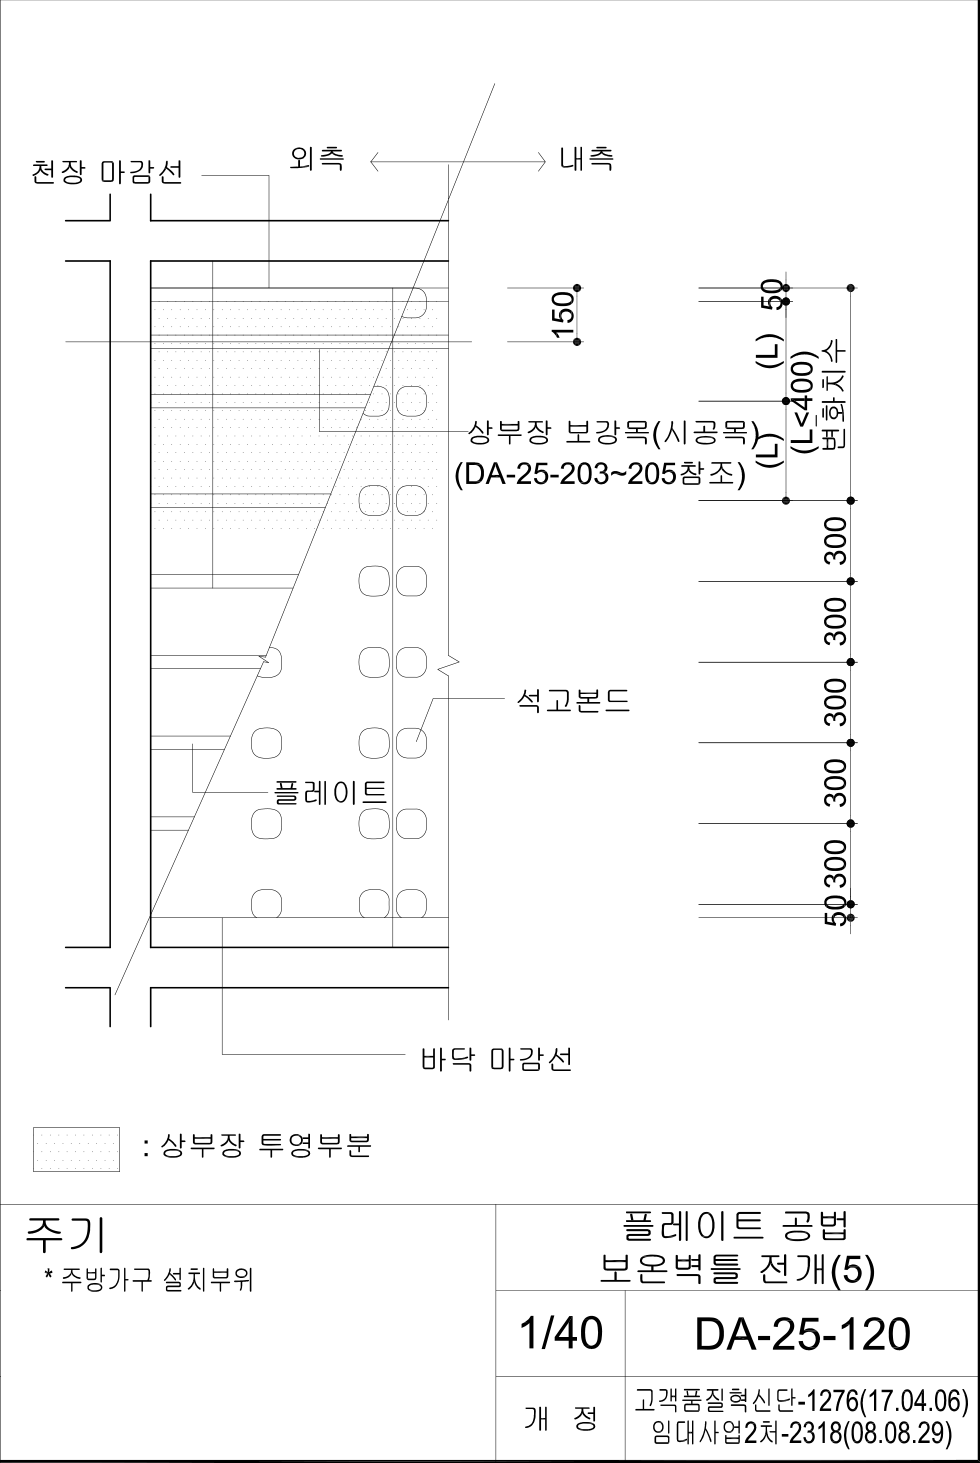 외측
내측
천장 마감선
50
150
(L)
(L)
(L<400)
변화치수
상부장 보강목(시공목)
(DA-25-203~205참조)
300
300
300
300
300
50
석고본드
플레이트
바닥 마감선
: 상부장 투영부분
주기
* 주방가구 설치부위
플레이트 공법
보온벽틀 전개(5)
1/40
DA-25-120
개 정
고객품질혁신단-1276(17.04.06)
임대사업2처-2318(08.08.29)